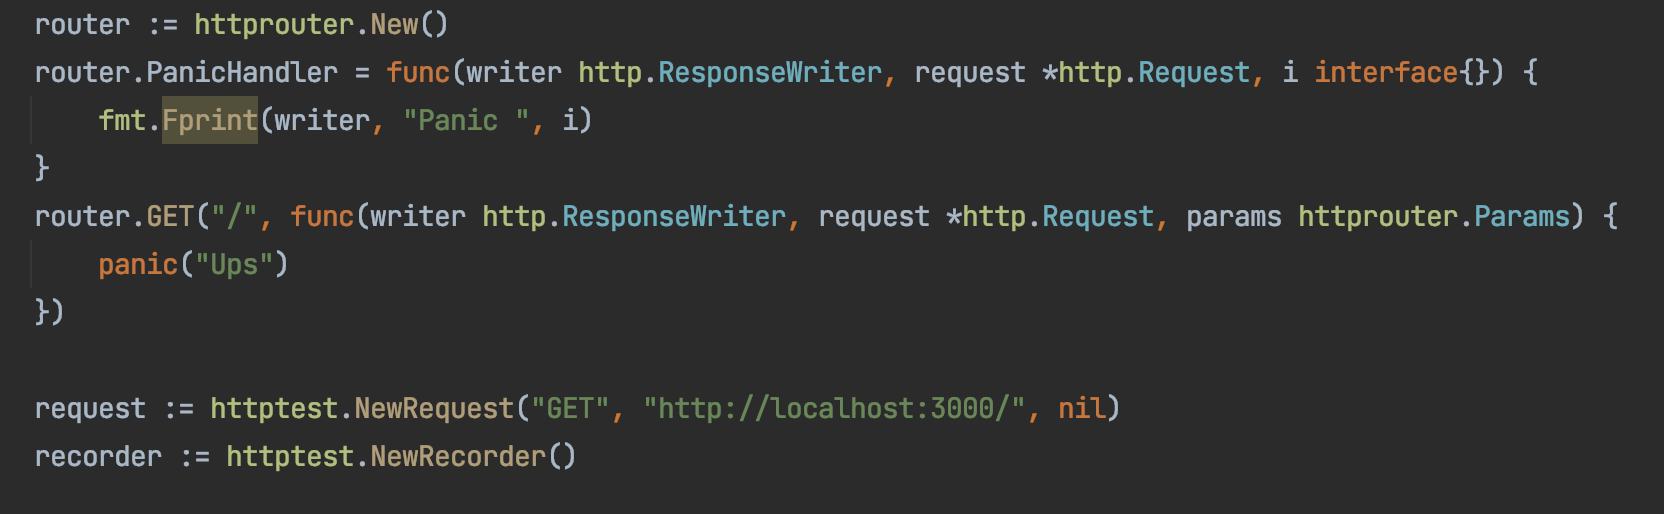 router := httprouter.New()
router.PanicHandler = func(writer http.ResponseWriter, request *http.Request, i interface{}) {
    fmt.Fprint(writer, "Panic ", i)
}
router.GET("/", func(writer http.ResponseWriter, request *http.Request, params httprouter.Params) {
    panic("Ups")
})

request := httptest.NewRequest("GET", "http://localhost:3000/", nil)
recorder := httptest.NewRecorder()